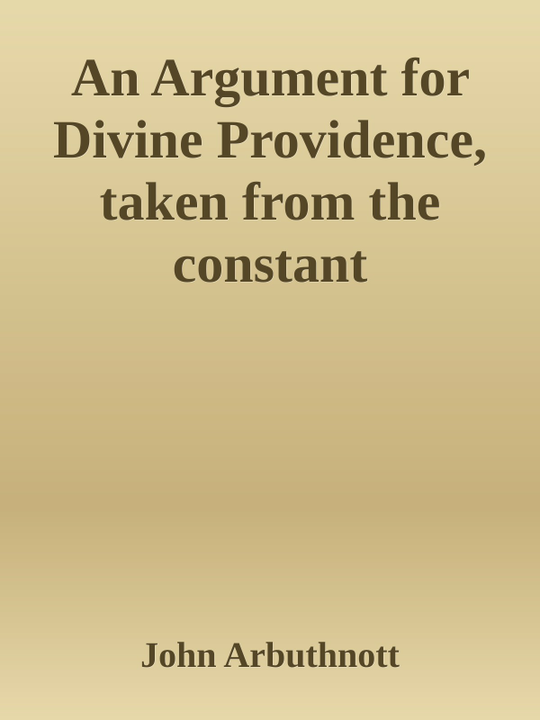 An Argument for
Divine Providence,
taken from the
constant
John Arbuthnott